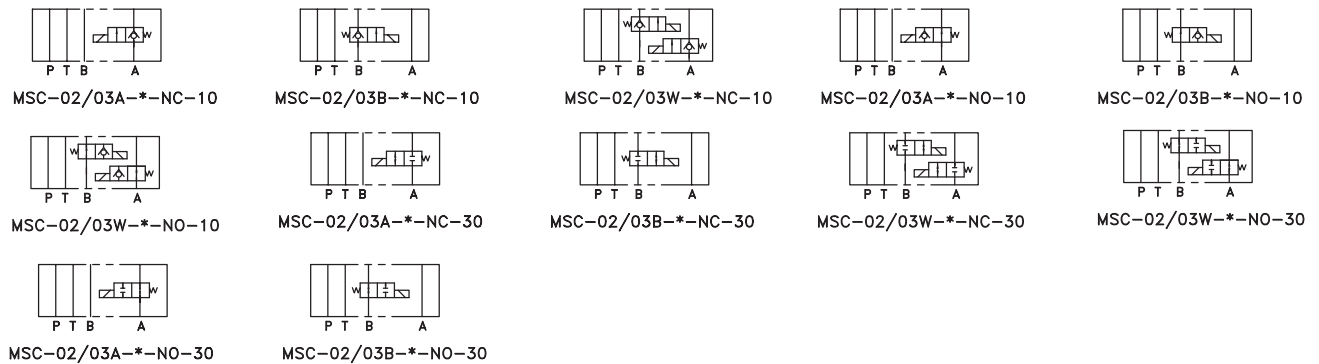 P T B A
P T B A
P T B A
P T B A
P T B A
MSC-02/03A-*-NC-10
MSC-02/03B-*-NC-10
MSC-02/03W-*-NC-10
MSC-02/03A-*-NO-10
MSC-02/03B-*-NO-10
P T B A
P T B A
P T B A
P T B A
P T B A
MSC-02/03W-*-NO-10
MSC-02/03A-*-NC-30
MSC-02/03B-*-NC-30
MSC-02/03W-*-NC-30
MSC-02/03W-*-NO-30
P T B A
P T B A
MSC-02/03A-*-NO-30
MSC-02/03B-*-NO-30